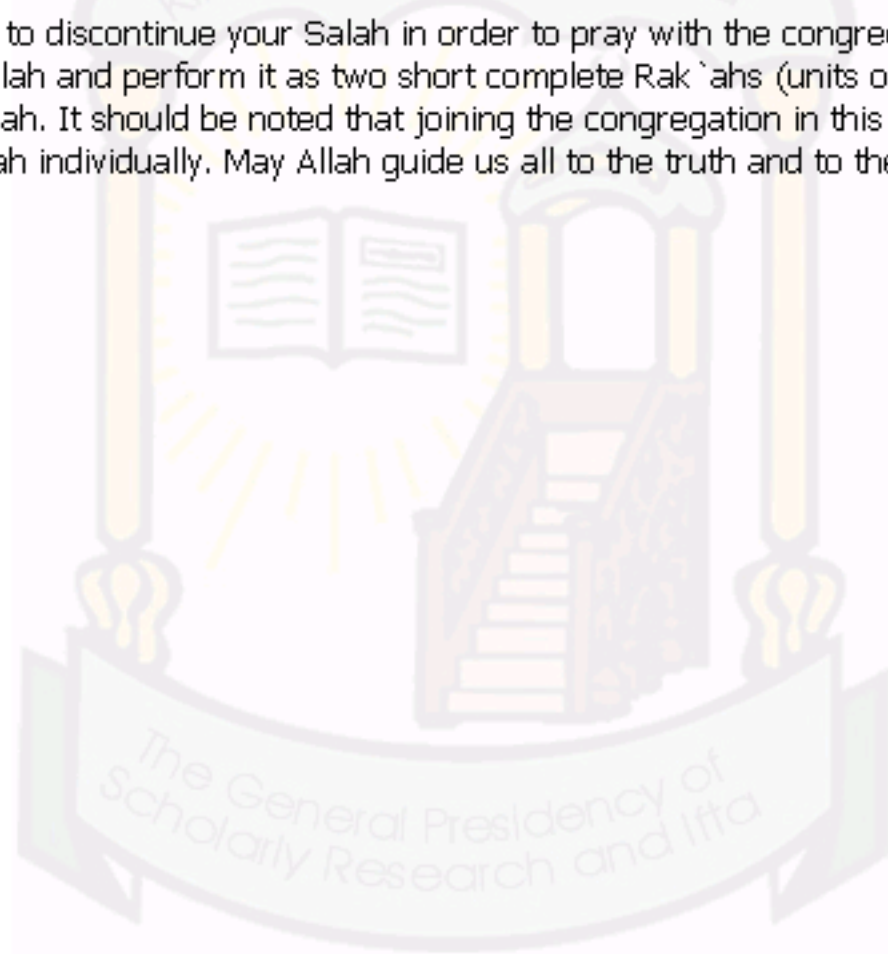 to discontinue your Salah in order to pray with the
lah and perform it as two short complete Rak`ahs (units
ah. It should be noted that joining the congregation in this
ah individually. May Allah guide us all to the truth and to
The General Presidency of
Scholarly Research and Ifta